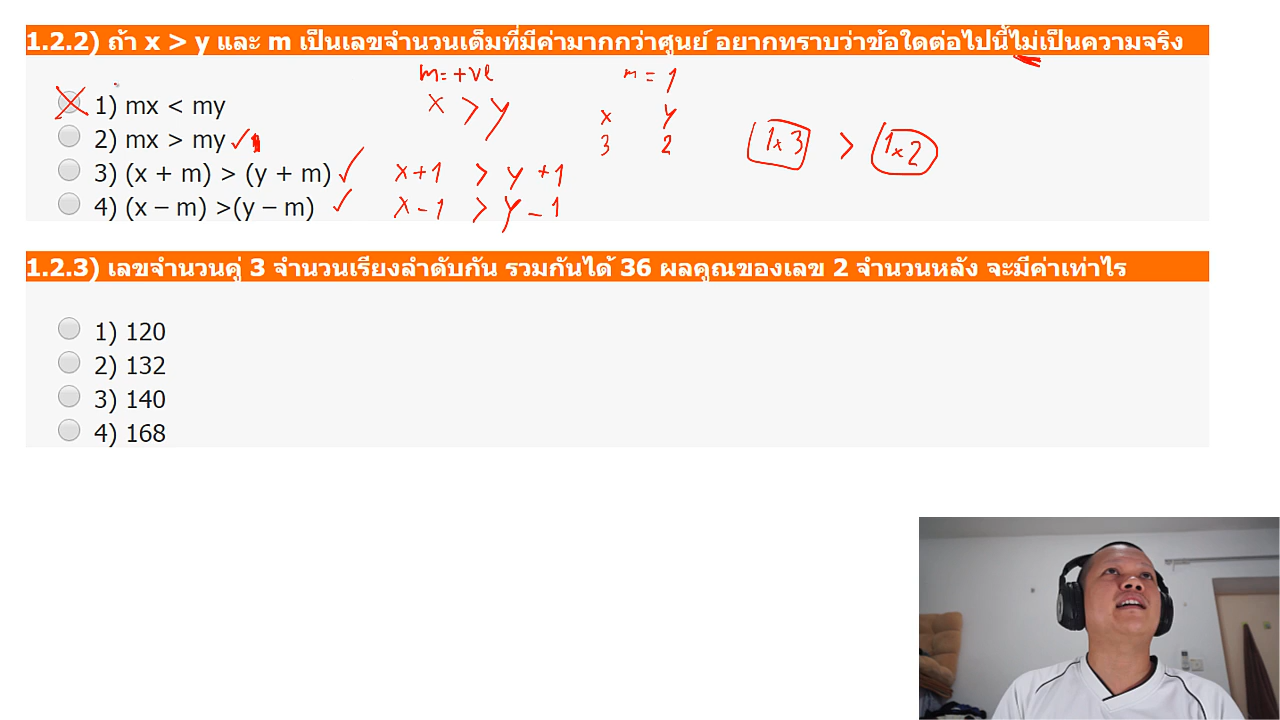 1.2.2) ถ้า x > y และ m เป็นเลขจำนวนเต็มที่มีค่ามากกว่าศูนย์ อยากทราบว่าข้อใดต่อไปนี้ไม่เป็นความจริง
m=+ve m = 1
1) mx < my x > y x y
2) mx > my ✓ 3 2 1x3 > 1x2
3) (x + m) > (y + m) ✓ x+1 > y+1
4) (x – m) >(y – m) ✓ x-1 > y-1
1.2.3) เลขจำนวนคู่ 3 จำนวนเรียงลำดับกัน รวมกันได้ 36 ผลคูณของเลข 2 จำนวนหลัง จะมีค่าเท่าไร
1) 120
2) 132
3) 140
4) 168